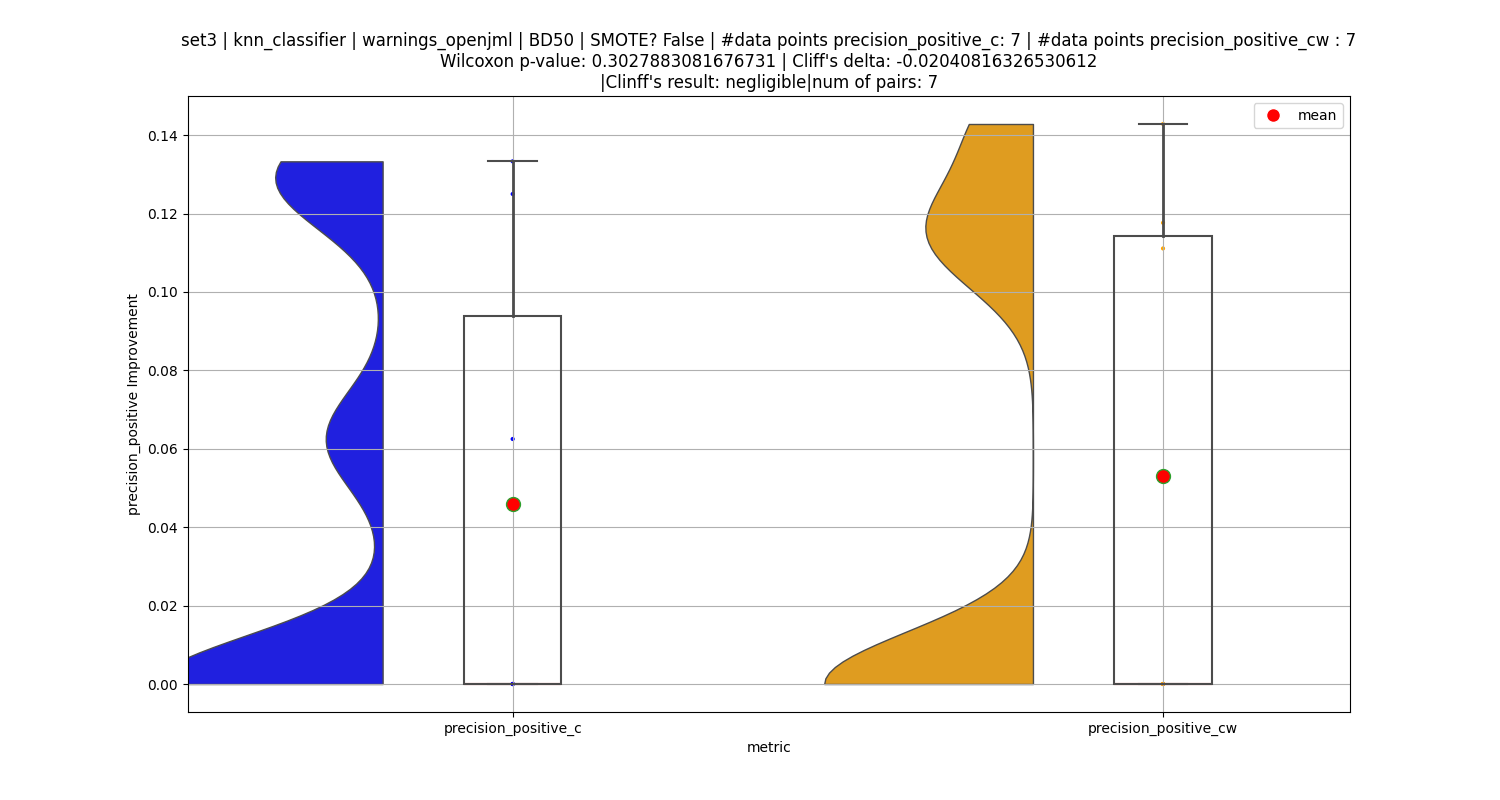 set3 | knn_classifier | warnings_openjml | BD50 | SMOTE? False | #data points precision_positive_c: 7 | #data points precision_positive_cw : 7
Wilcoxon p-value: 0.3027883081676731 | Cliff's delta: -0.02040816326530612
|Clinff's result: negligible|num of pairs: 7
mean
0.14
0.12
0.10
0.08
0.06
0.04
0.02
0.00
precision_positive Improvement
precision_positive_c
precision_positive_cw
metric